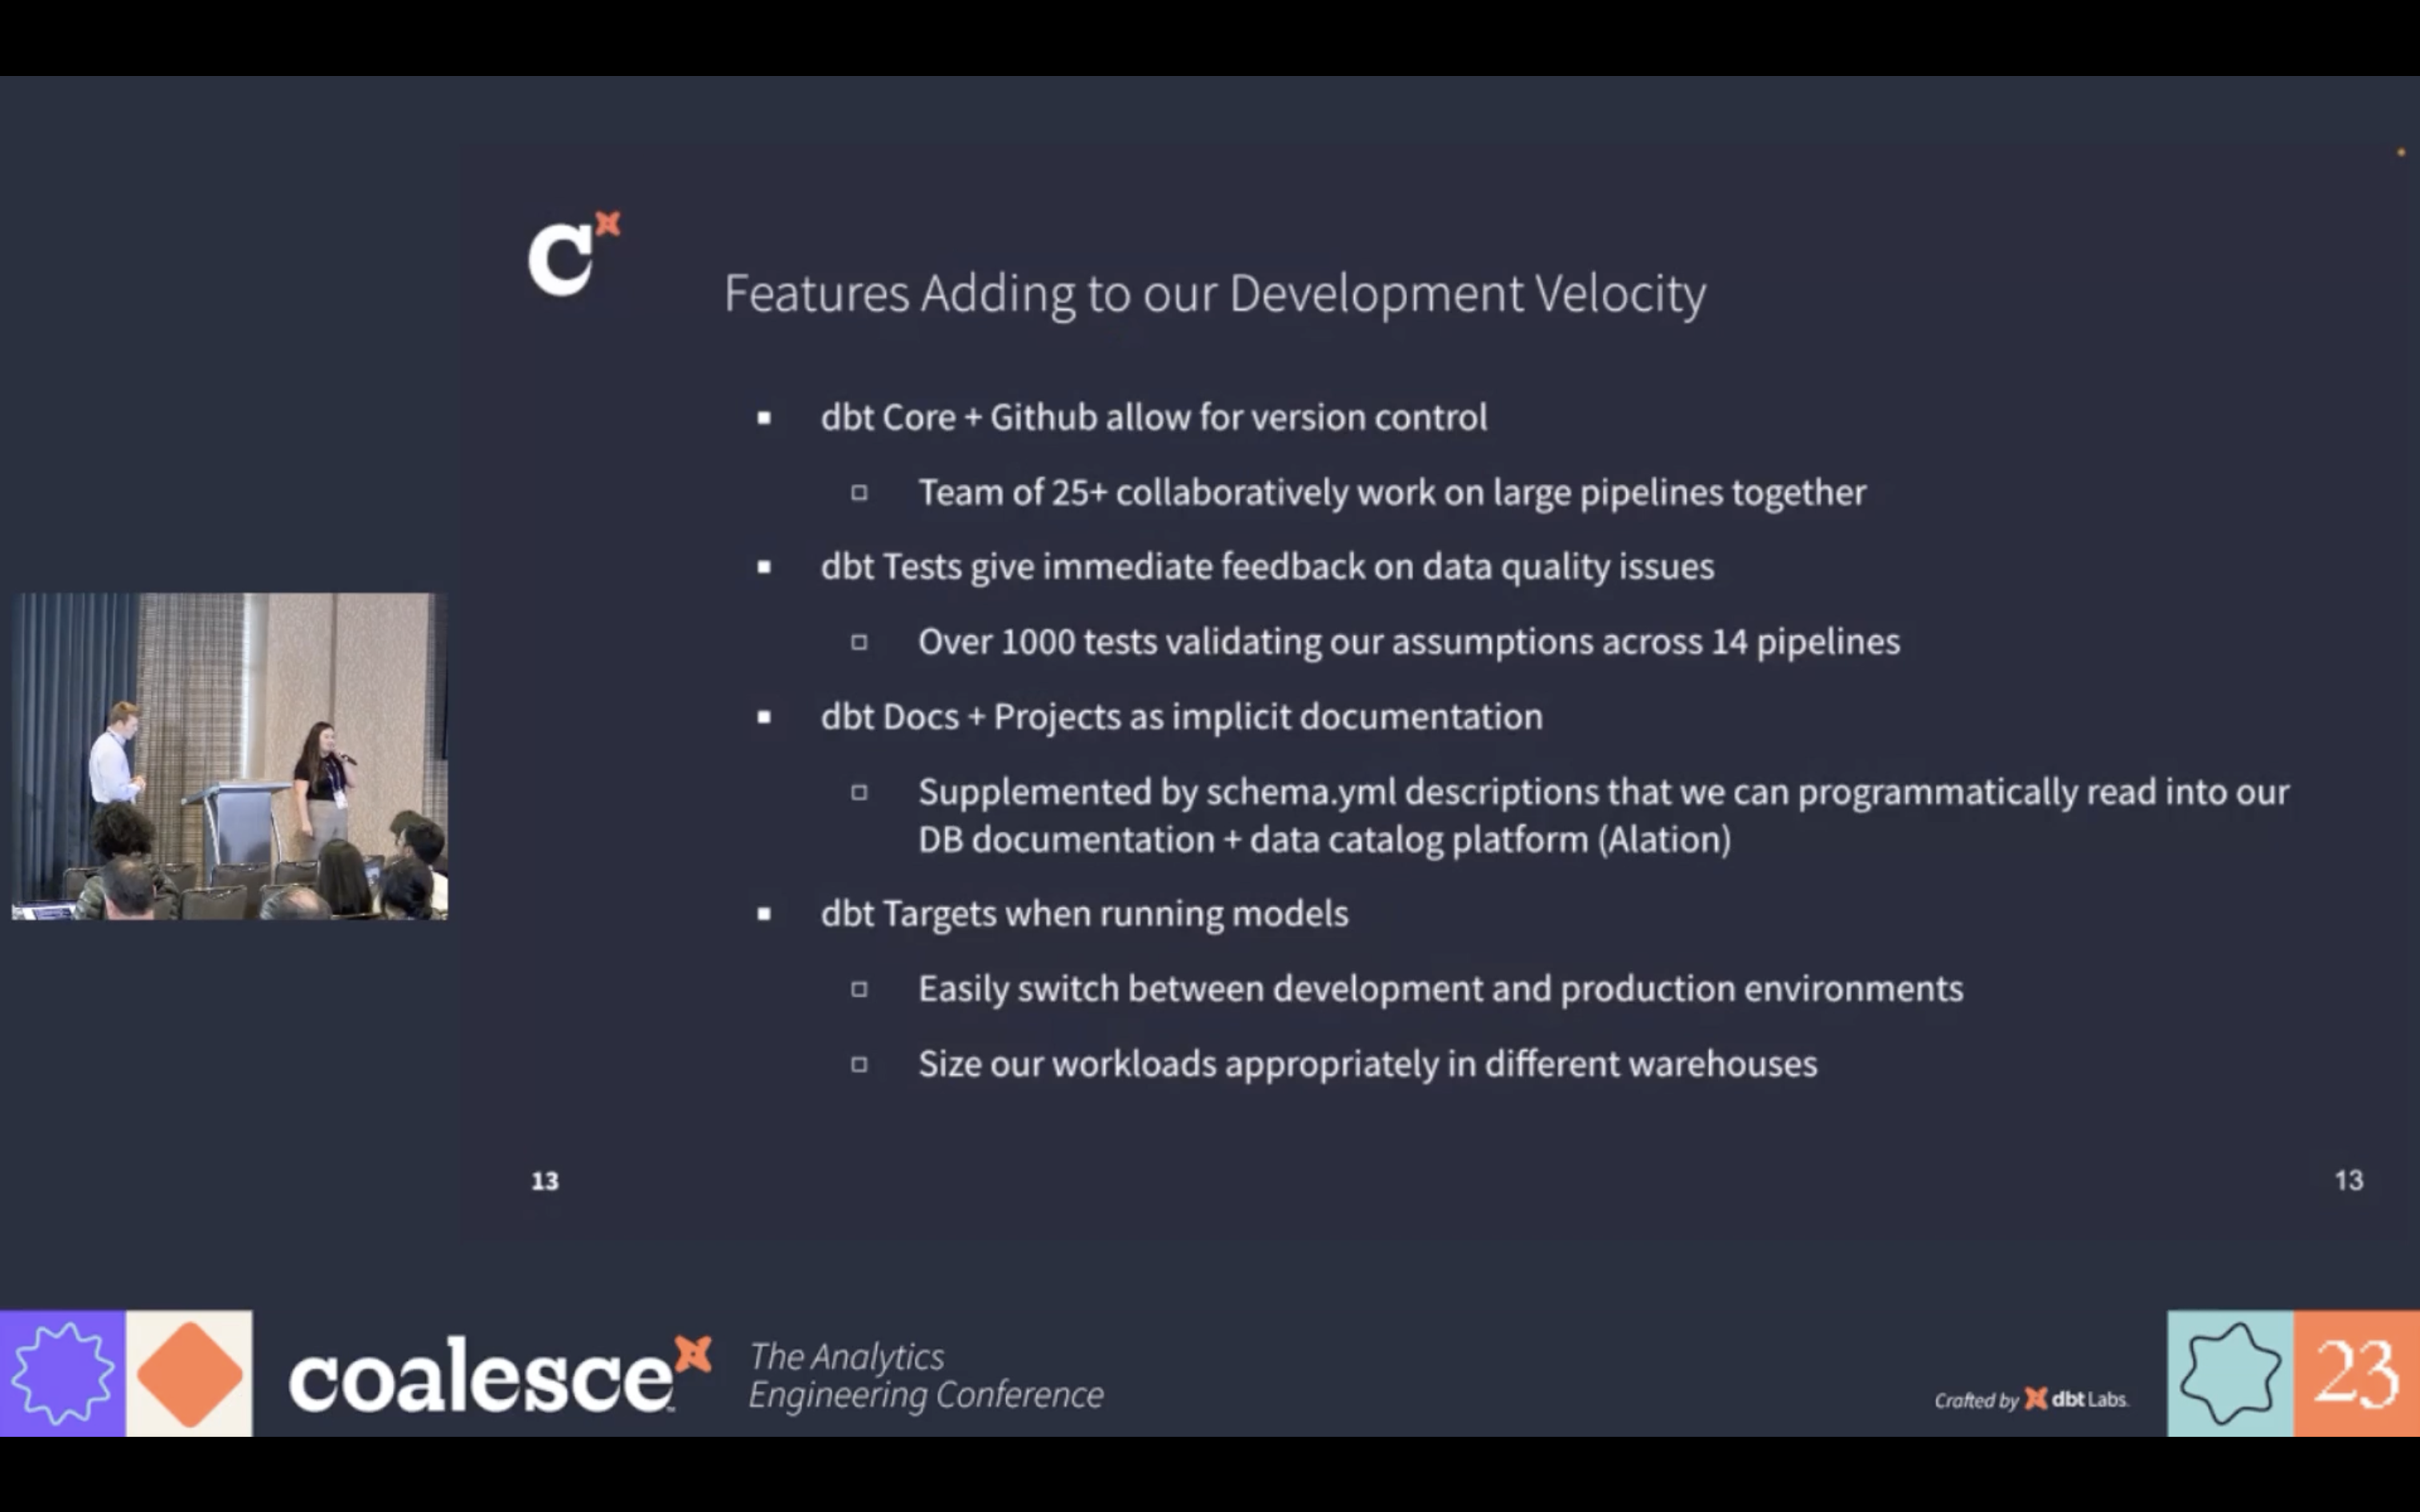 Features Adding to our Development Velocity
dbt Core + Github allow for version control
Team of 25+ collaboratively work on large pipelines together
dbt Tests give immediate feedback on data quality issues
Over 1000 tests validating our assumptions across 14 pipelines
dbt Docs + Projects as implicit documentation
Supplemented by schema.yml descriptions that we can programmatically read into our
DB documentation + data catalog platform (Alation)
dbt Targets when running models
Easily switch between development and production environments
Size our workloads appropriately in different warehouses
13
13
coalesce
The Analytics
Engineering Conference
Crafted by dbt Labs
23